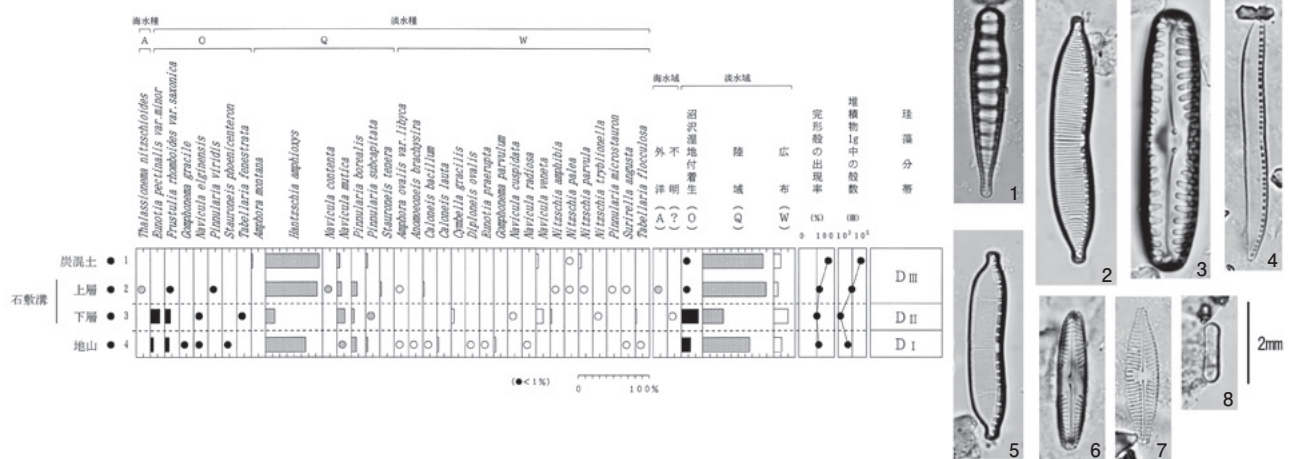 海水種
淡水種
A O Q W
Thalassionema nitzschioides
Eunotia pectinalis var.minor
Frustulia rhomboides var.saxonica
Gomphonema gracile
Navicula elginensis
Pinnularia viridis
Stauroneis phoenicenteron
Tabellaria fenestrata
Amphora montana
Hantzschia amphioxys
Navicula contenta
Navicula mutica
Pinnularia borealis
Pinnularia subcapitata
Stauroneis tenera
Amphora ovalis var.libyca
Anomoeoneis brachysira
Caloneis bacillum
Caloneis lauta
Cymbella gracilis
Diploneis ovalis
Eunotia praerupta
Gomphonema parvulum
Navicula cuspidata
Navicula radiosa
Navicula veneta
Nitzschia amphibia
Nitzschia palea
Nitzschia parvula
Nitzschia tryblionella
Pinnularia microstauron
Surirella angusta
Tabellaria flocculosa
海水域
淡水域
外洋(A)
不明(?)
沼沢湿地付着生(O)
陸域(Q)
広布(W)
完形殻の出現率(%)
堆積物1g中の殻数(個)
珪藻分帯
0 100 10³ 10⁵
炭混土 ● 1
上層 ● 2
石敷溝
下層 ● 3
地山 ● 4
D III
D II
D I
(●<1%)
0 100%
1
2
3
4
5
6
7
8
2mm